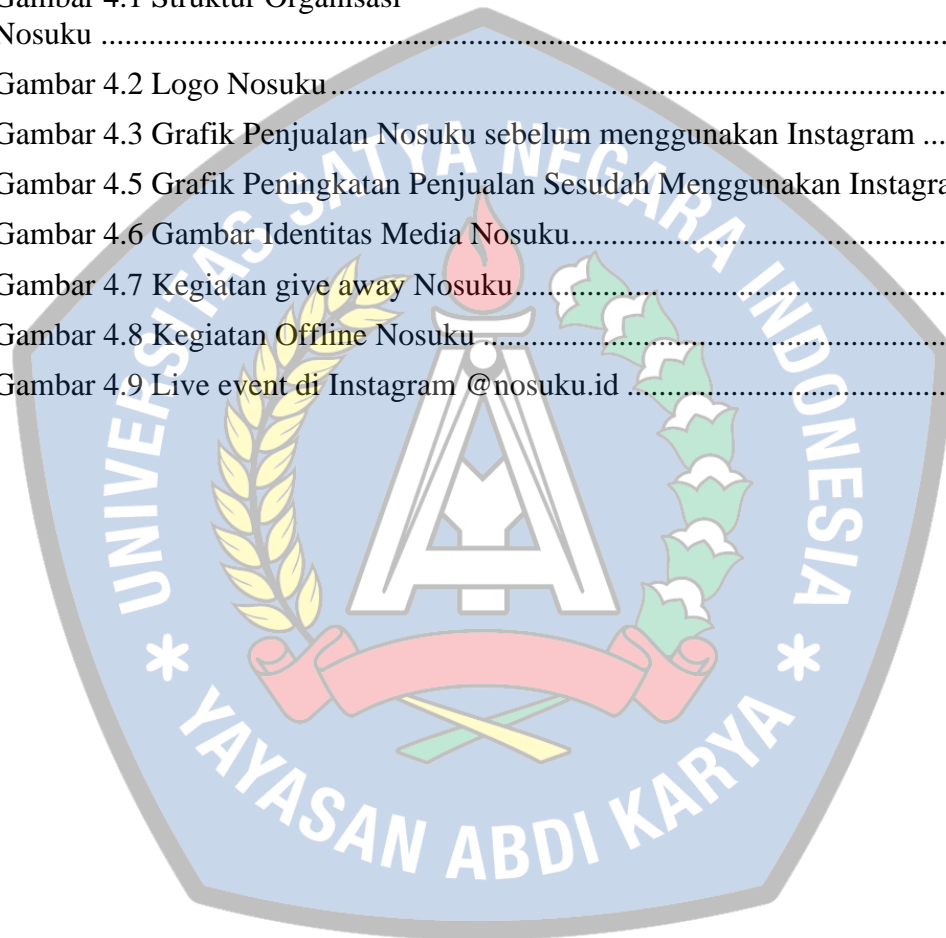 Gambar 4.1 Struktur Organisasi
Nosuku ....................................................................................................
Gambar 4.2 Logo Nosuku..........................................................................
Gambar 4.3 Grafik Penjualan Nosuku sebelum menggunakan Instagram ...
Gambar 4.5 Grafik Peningkatan Penjualan Sesudah Menggunakan Instagra
Gambar 4.6 Gambar Identitas Media Nosuku.............................................
Gambar 4.7 Kegiatan give away Nosuku....................................................
Gambar 4.8 Kegiatan Offline Nosuku ........................................................
Gambar 4.9 Live event di Instagram @nosuku.id ......................................
UNIVERSITAS SATYA NEGARA INDONESIA
* YAYASAN ABDI KARYA *